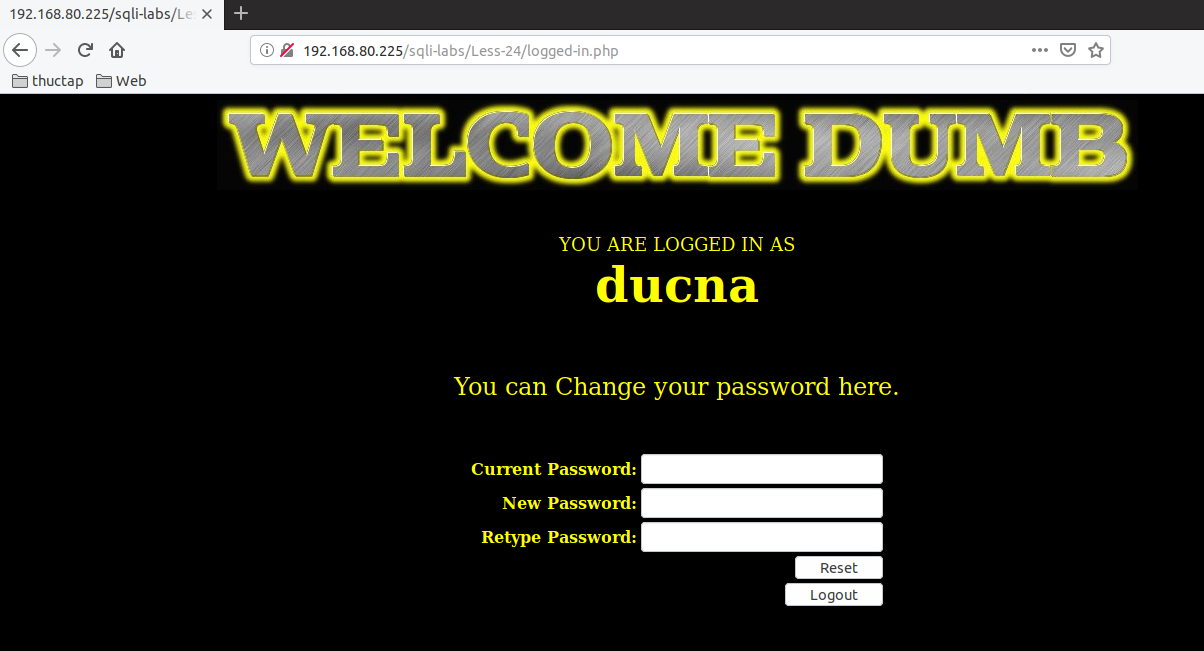 192.168.80.225/sqli-labs/Le
192.168.80.225/sqli-labs/Less-24/logged-in.php
thuctap Web
WELCOME DUMB
YOU ARE LOGGED IN AS
ducna
You can Change your password here.
Current Password:
New Password:
Retype Password:
Reset
Logout